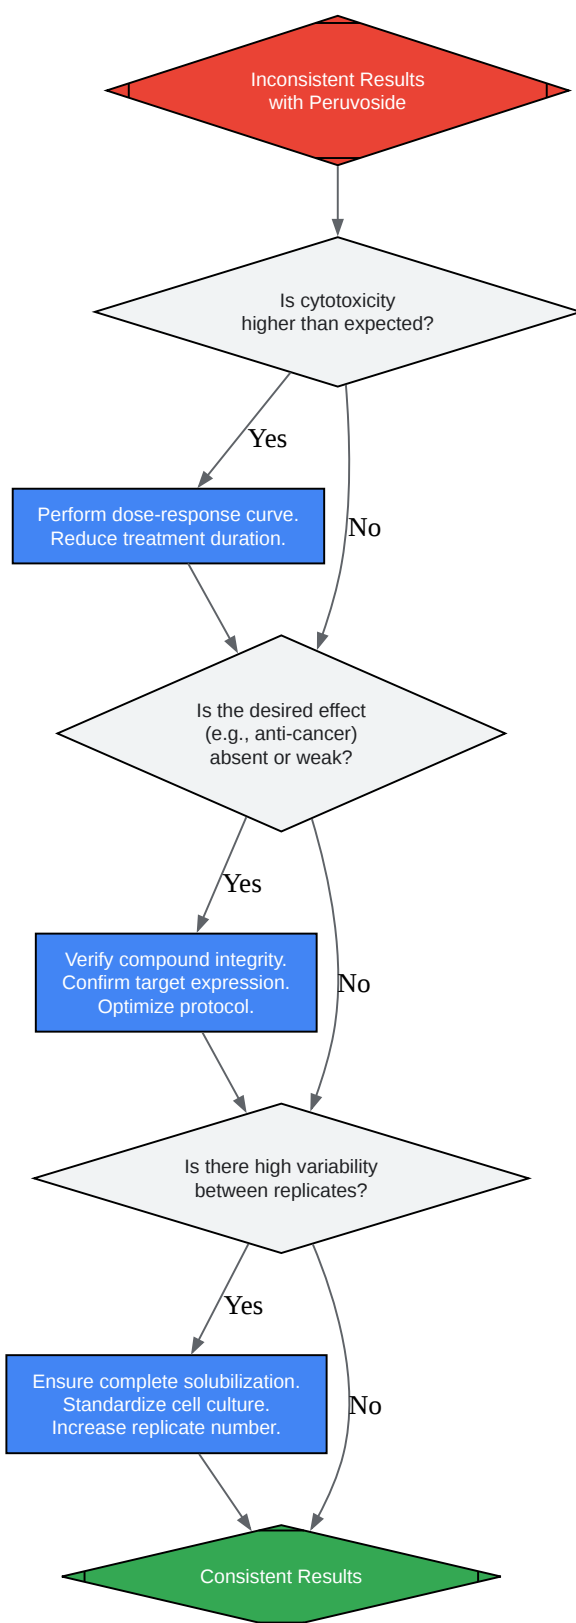 Inconsistent Results
with Peruvoside
Is cytotoxicity
higher than expected?
Yes
Perform dose-response curve.
Reduce treatment duration.
No
Is the desired effect
(e.g., anti-cancer)
absent or weak?
Yes
Verify compound integrity.
Confirm target expression.
Optimize protocol.
No
Is there high variability
between replicates?
Yes
Ensure complete solubilization.
Standardize cell culture.
Increase replicate number.
No
Consistent Results